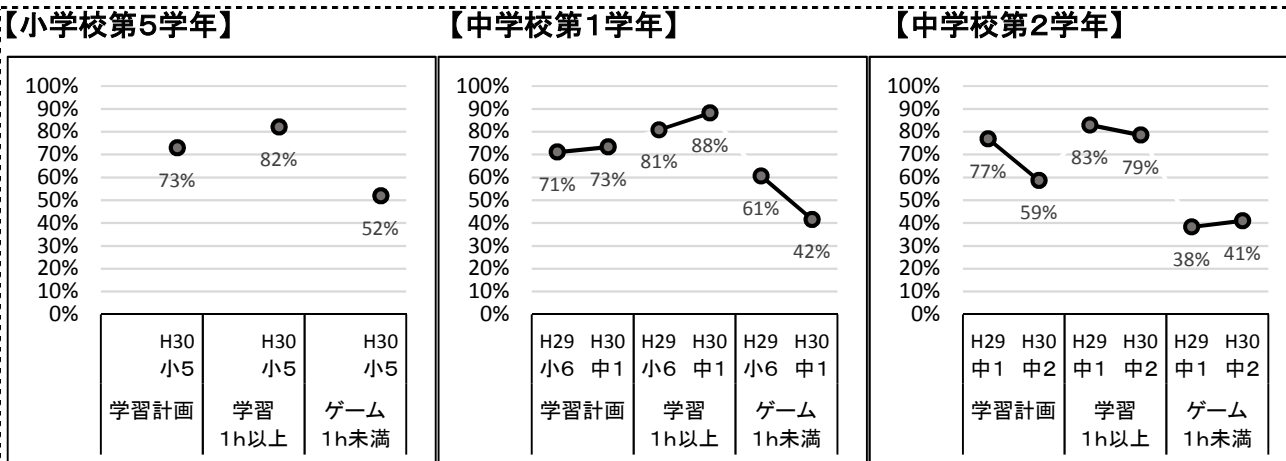 【小学校第5学年】
100%
90%
80%
70%
60%
50%
40%
30%
20%
10%
0%
73%
82%
52%
H30 H30 H30
小5 小5 小5
学習計画 学習 ゲーム
1h以上 1h未満
【中学校第1学年】
100%
90%
80%
70%
60%
50%
40%
30%
20%
10%
0%
71% 73%
81% 88%
61% 42%
H29 H30 H29 H30 H29 H30
小6 中1 小6 中1 小6 中1
学習計画 学習 ゲーム
1h以上 1h未満
【中学校第2学年】
100%
90%
80%
70%
60%
50%
40%
30%
20%
10%
0%
77% 59%
83% 79%
38% 41%
H29 H30 H29 H30 H29 H30
中1 中2 中1 中2 中1 中2
学習計画 学習 ゲーム
1h以上 1h未満